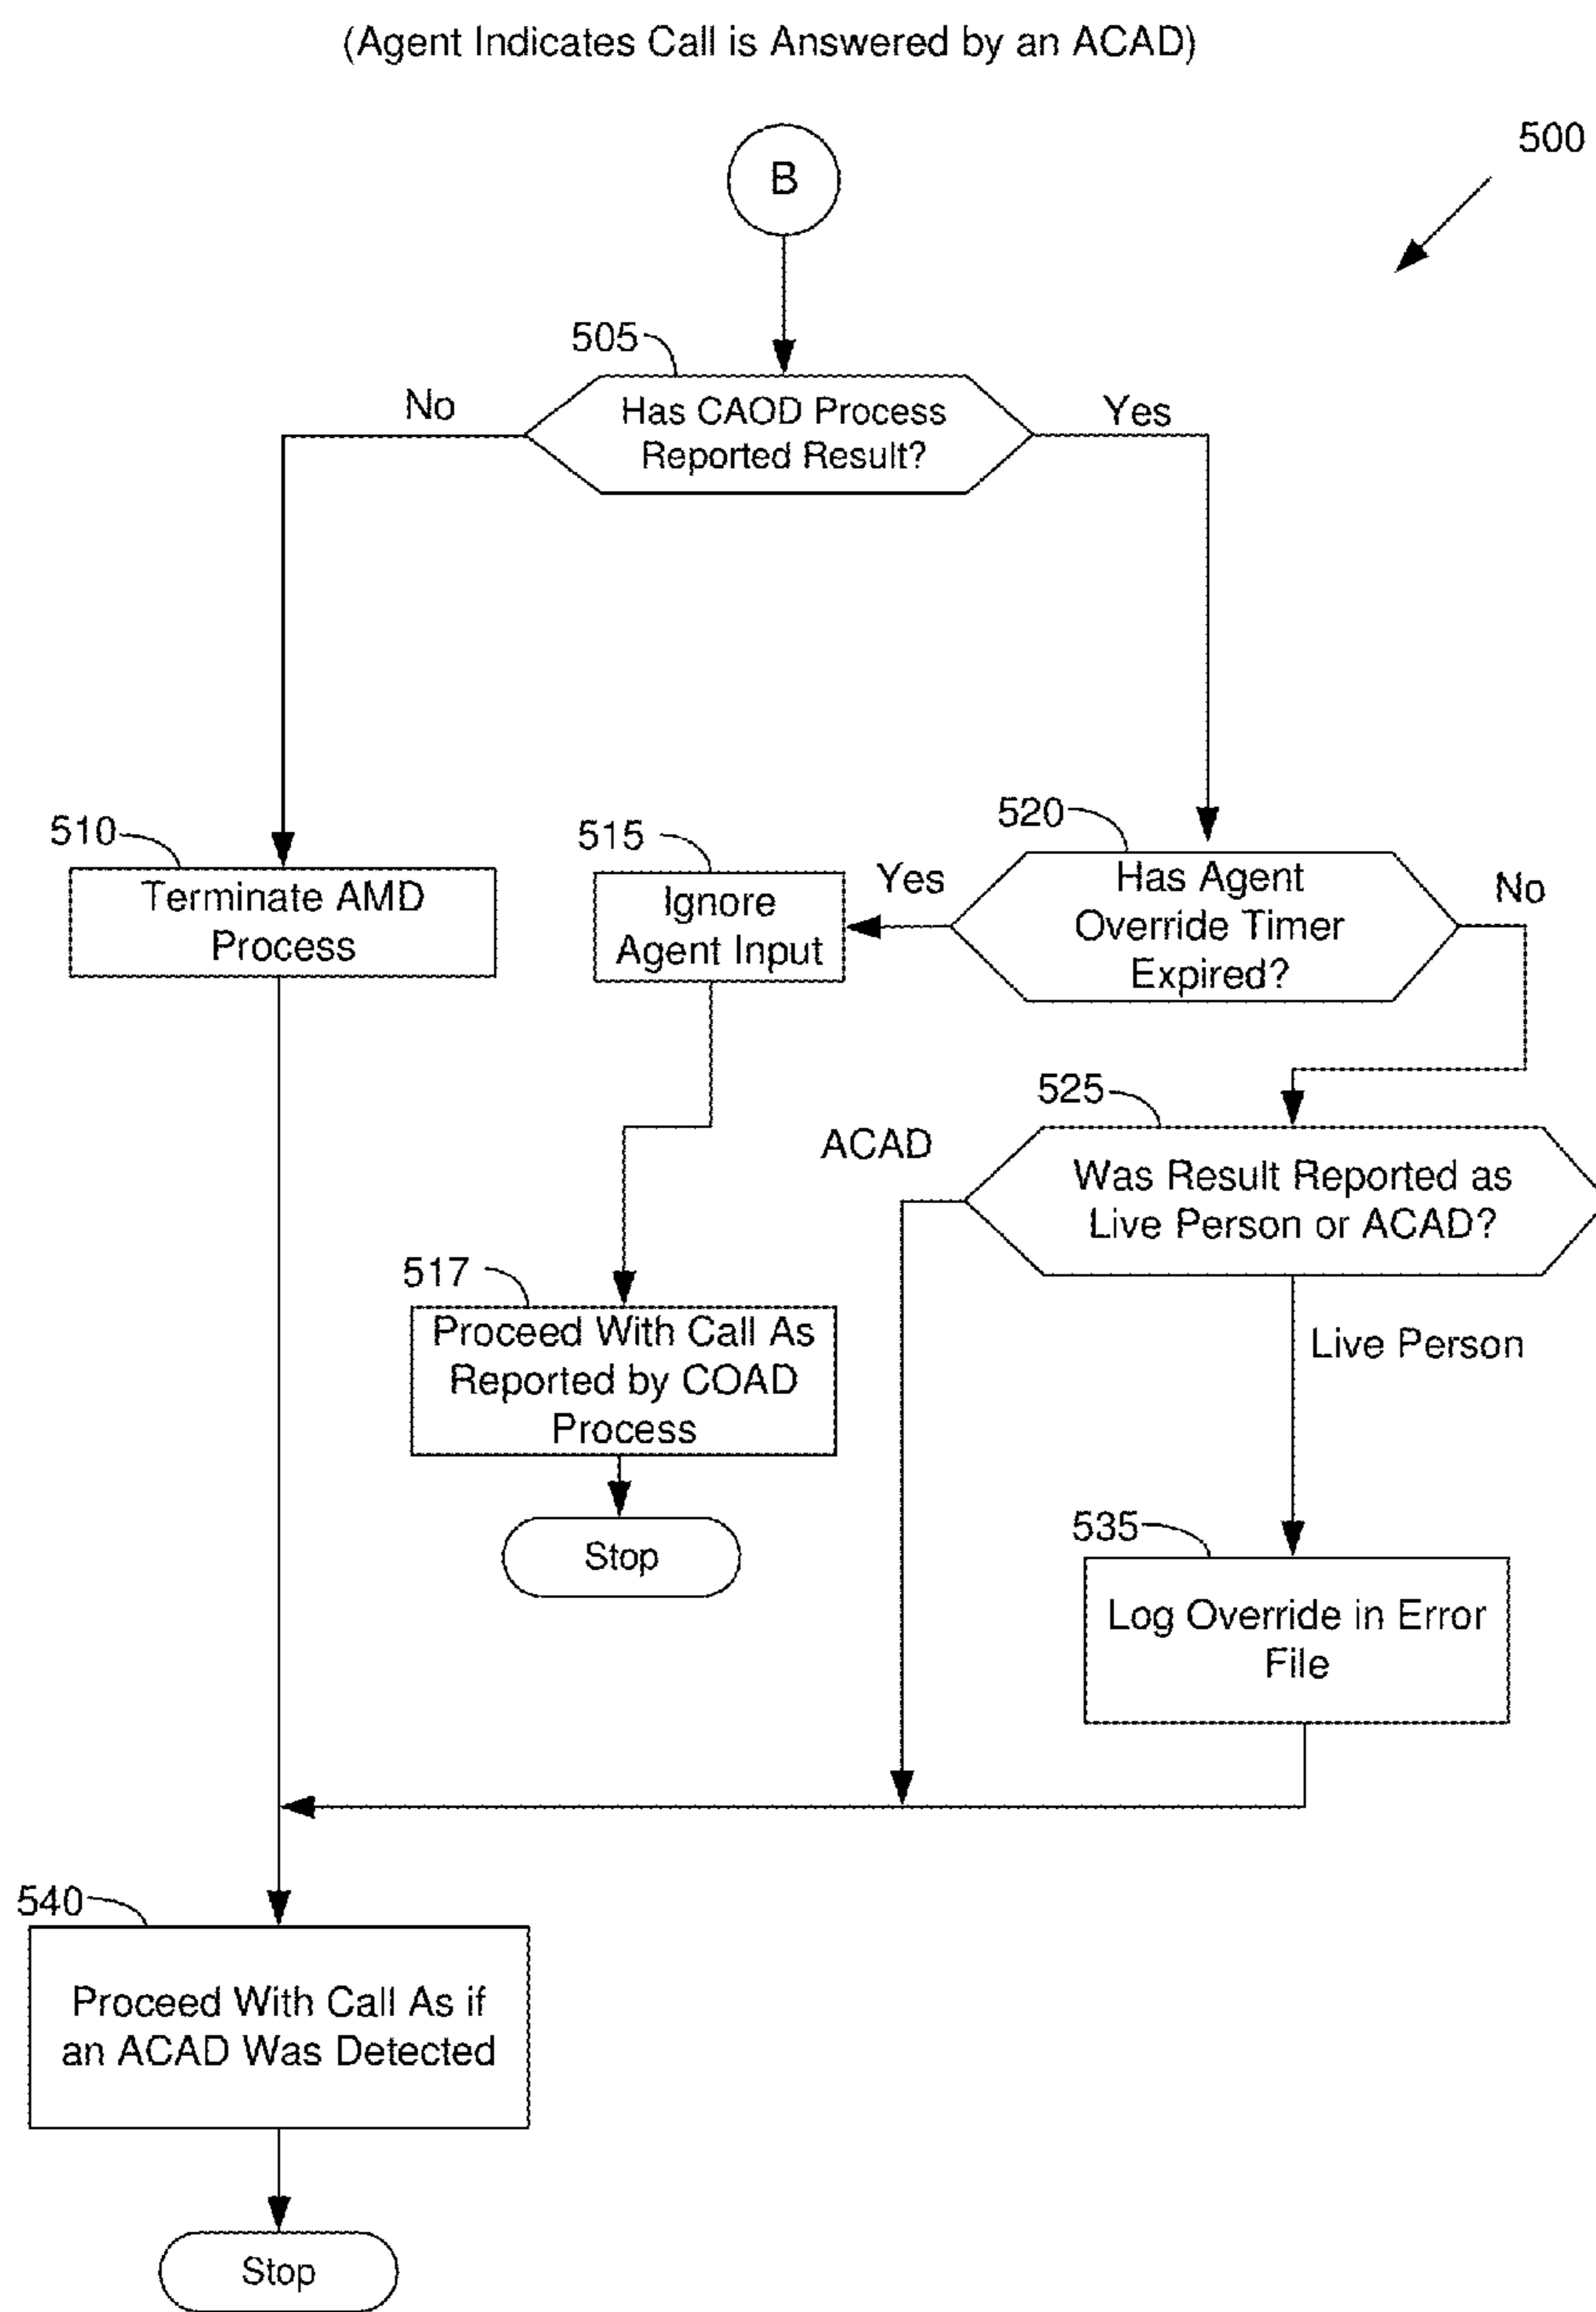 (Agent Indicates Call is Answered by an ACAD)
500
B
505
Has CAOD Process
Reported Result?
No
Yes
510
Terminate AMD
Process
515
Ignore
Agent Input
Yes
520
Has Agent
Override Timer
Expired?
No
525
Was Result Reported as
Live Person or ACAD?
ACAD
Live Person
517
Proceed With Call As
Reported by COAD
Process
Stop
535
Log Override in Error
File
540
Proceed With Call As if
an ACAD Was Detected
Stop